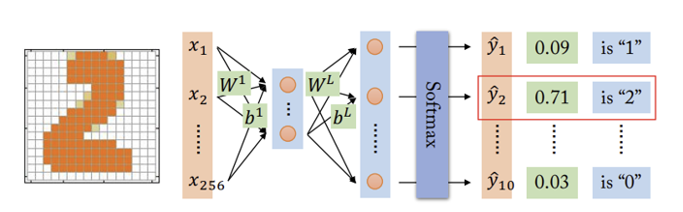 x₁ ŷ₁ 0.09 is “1”
W¹ Wᴸ
x₂ ŷ₂ 0.71 is “2”
b¹ bᴸ
Softmax
...... ...... ...... ...... ......
x₂₅₆ ŷ₁₀ 0.03 is “0”